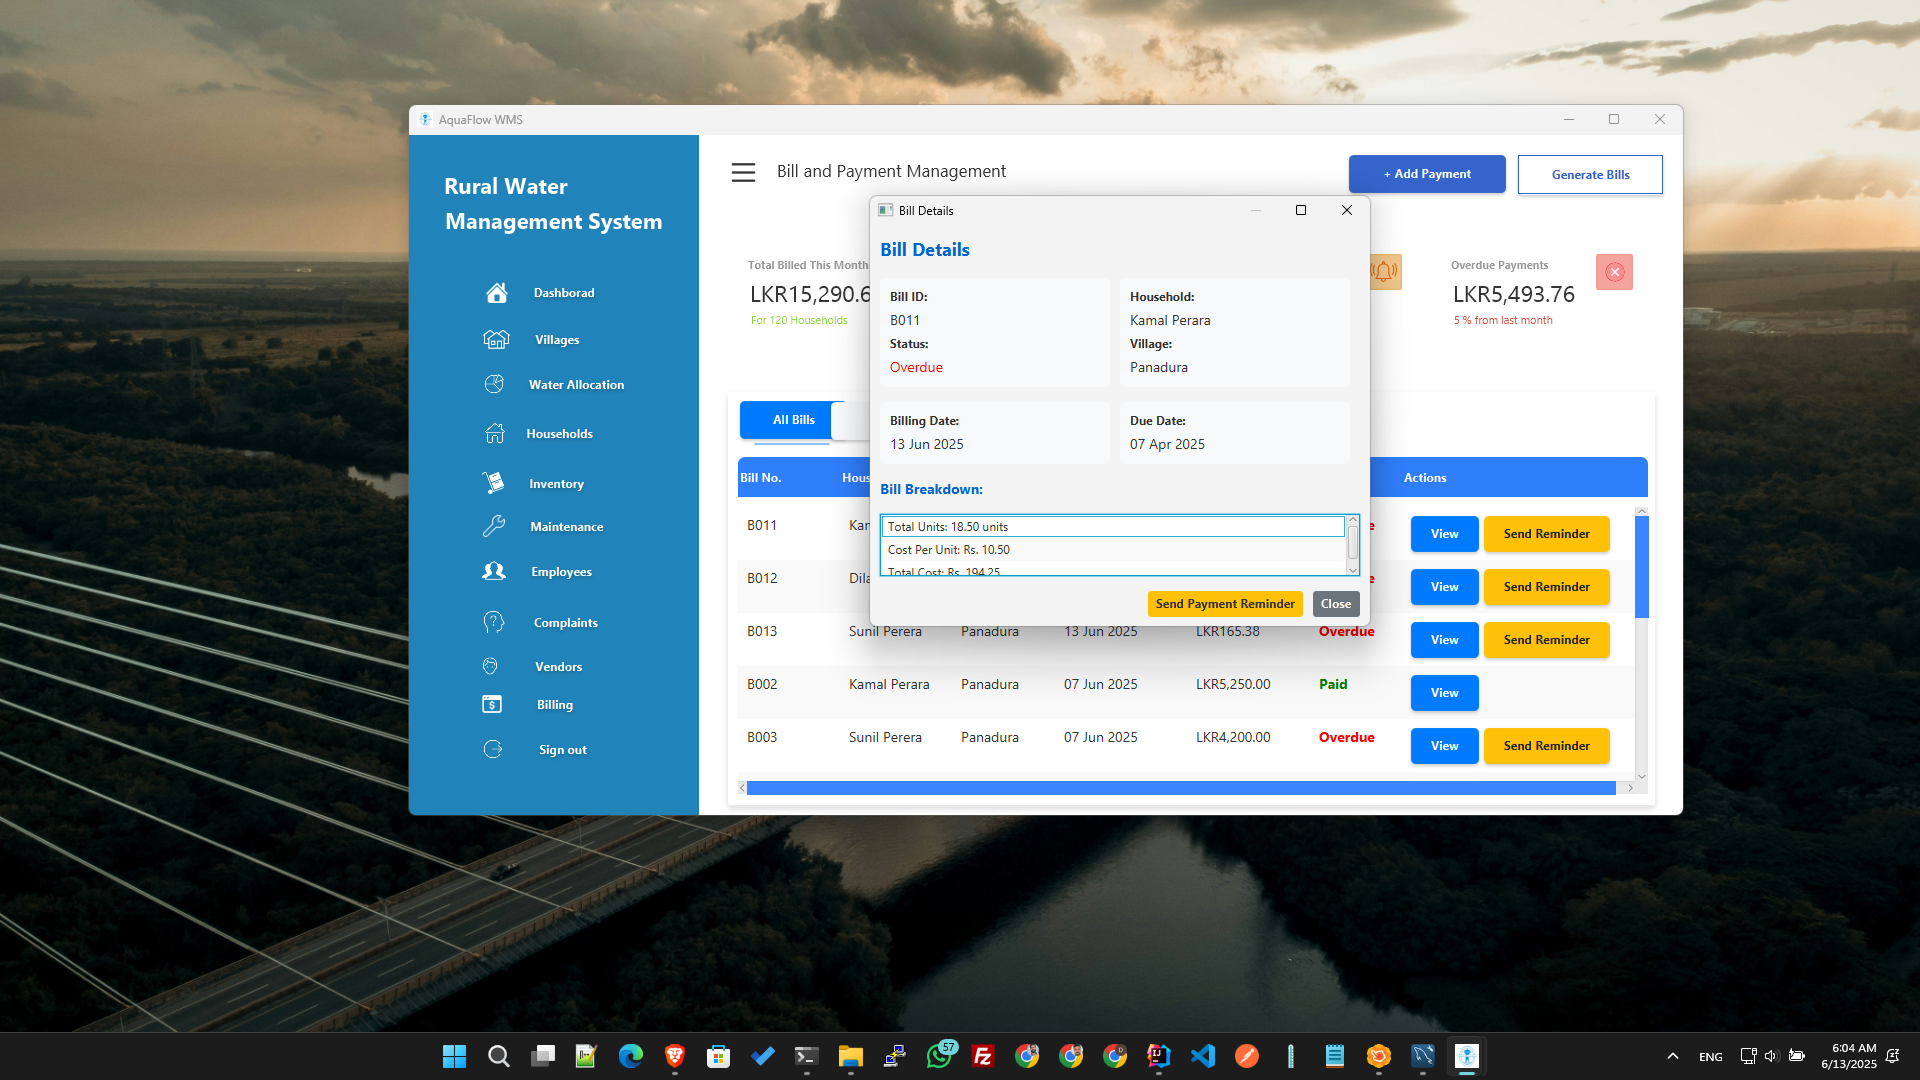 AquaFlow WMS
Rural Water
Management System
Dashborad
Villages
Water Allocation
Households
Inventory
Maintenance
Employees
Complaints
Vendors
Billing
Sign out
Bill and Payment Management
+ Add Payment
Generate Bills
Total Billed This Month
LKR15,290.6
For 120 Households
Overdue Payments
LKR5,493.76
5 % from last month
Bill Details
Bill Details
Bill ID:
B011
Status:
Overdue
Household:
Kamal Perara
Village:
Panadura
Billing Date:
13 Jun 2025
Due Date:
07 Apr 2025
Bill Breakdown:
Total Units: 18.50 units
Cost Per Unit: Rs. 10.50
Total Cost: Rs. 194.25
Send Payment Reminder
Close
All Bills
Bill No. Hous Actions
B011 Kar e View Send Reminder
B012 Dila e View Send Reminder
B013 Sunil Perera Panadura 13 Jun 2025 LKR165.38 Overdue View Send Reminder
B002 Kamal Perara Panadura 07 Jun 2025 LKR5,250.00 Paid View
B003 Sunil Perera Panadura 07 Jun 2025 LKR4,200.00 Overdue View Send Reminder
57
ENG
6:04 AM
6/13/2025